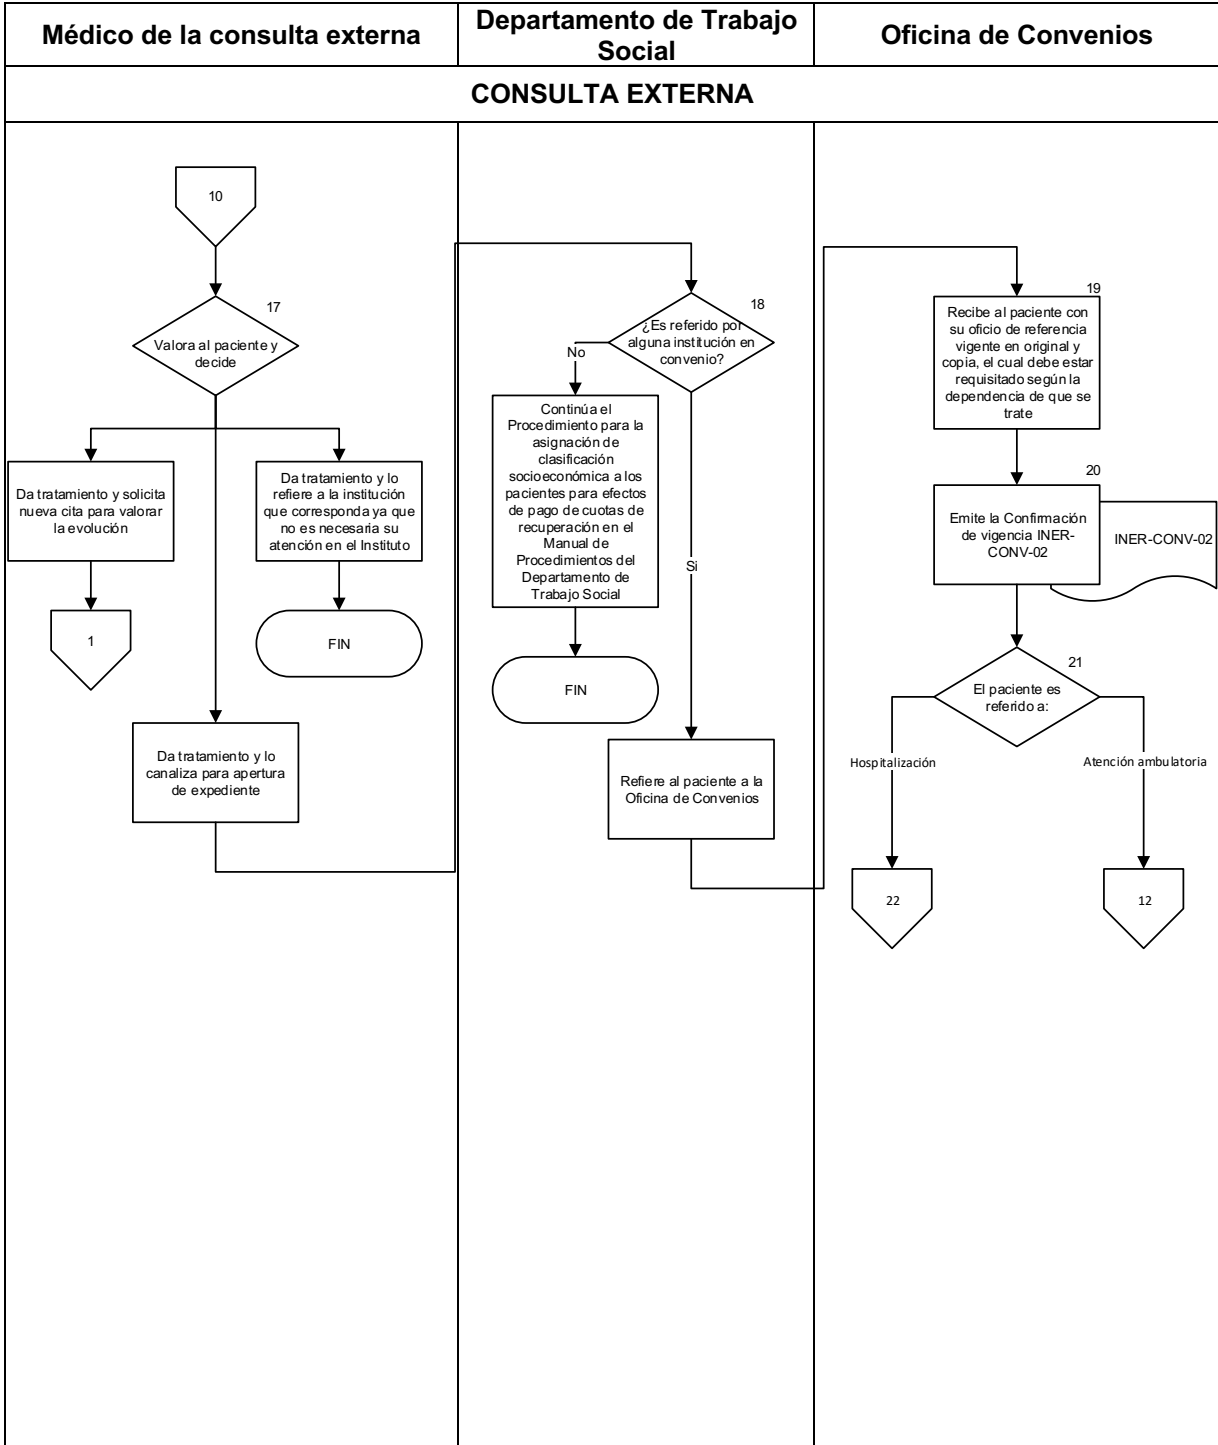 Médico de la consulta externa
Departamento de Trabajo
Social
Oficina de Convenios
CONSULTA EXTERNA
10
17
Valora al paciente y
decide
Da tratamiento y solicita
nueva cita para valorar
la evolución
Da tratamiento y lo
refiere a la institución
que corresponda ya que
no es necesaria su
atención en el Instituto
1
FIN
Da tratamiento y lo
canaliza para apertura
de expediente
18
¿Es referido por
alguna institución en
convenio?
No
Continúa el
Procedimiento para la
asignación de
clasificación
socioeconómica a los
pacientes para efectos
de pago de cuotas de
recuperación en el
Manual de
Procedimientos del
Departamento de
Trabajo Social
Si
FIN
Refiere al paciente a la
Oficina de Convenios
19
Recibe al paciente con
su oficio de referencia
vigente en original y
copia, el cual debe estar
requisitado según la
dependencia de que se
trate
20
Emite la Confirmación
de vigencia INER-
CONV-02
INER-CONV-02
21
El paciente es
referido a:
Hospitalización
Atención ambulatoria
22
12